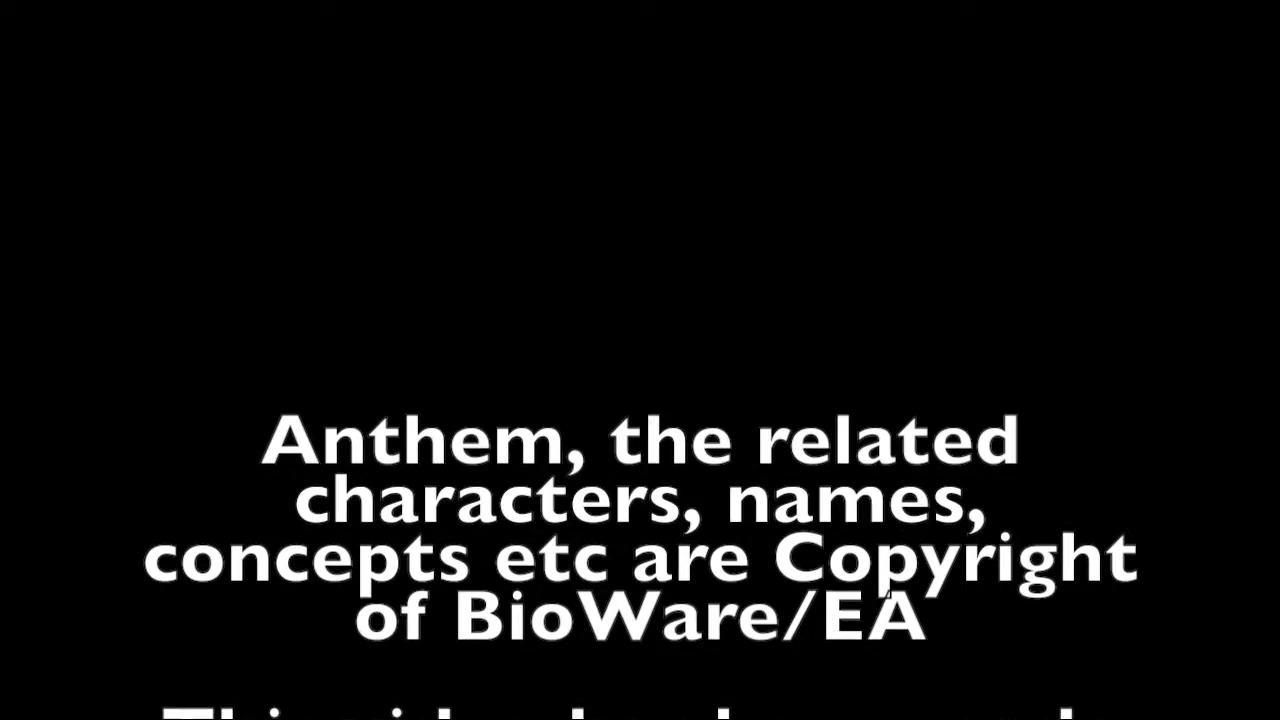 Anthem, the related
characters, names,
concepts etc are Copyright
of BioWare/EA